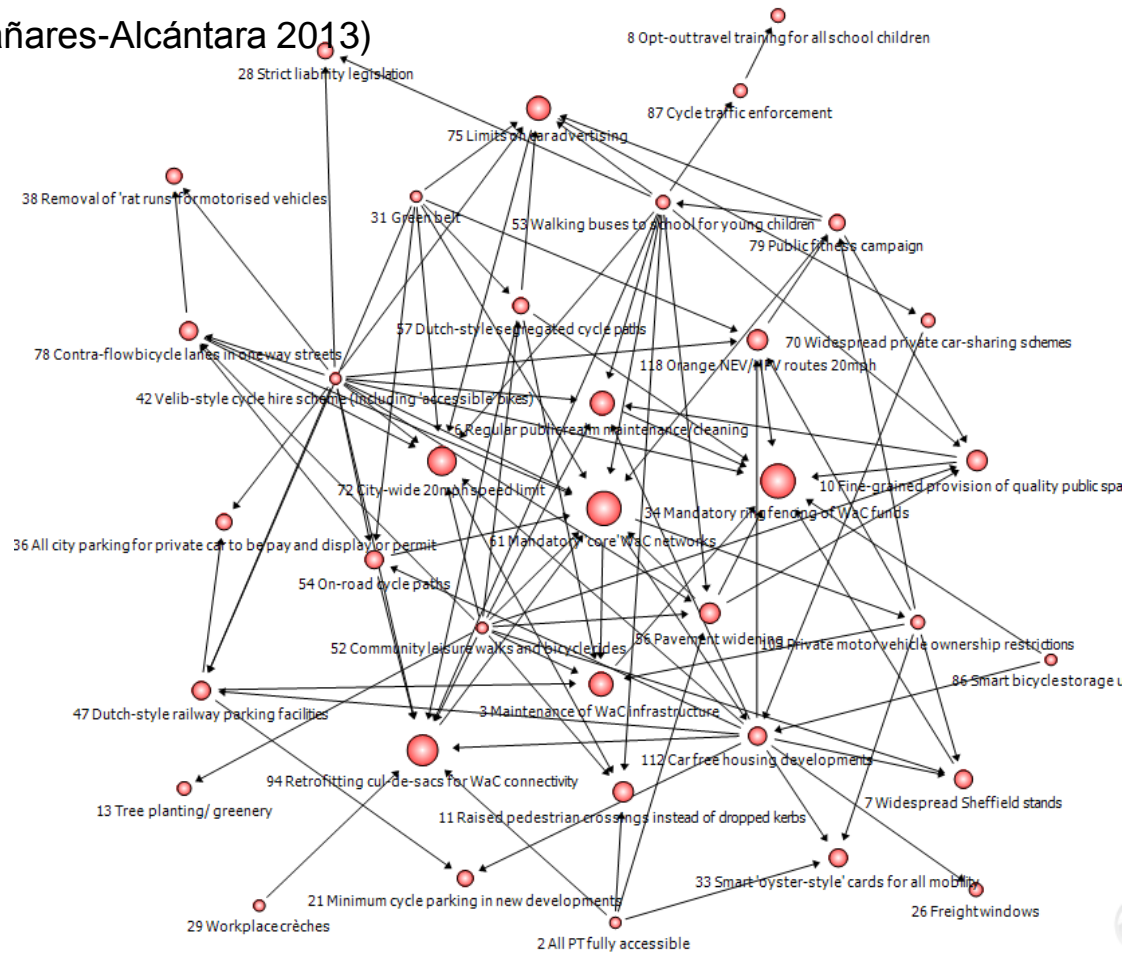 añares-Alcántara 2013)
8 Opt-out travel training for all school children
28 Strict liability legislation
87 Cycle traffic enforcement
75 Limits on car advertising
38 Removal of 'rat runs' for motorised vehicles
31 Green belt
53 Walking buses to school for young children
79 Public fitness campaign
57 Dutch-style segregated cycle paths
70 Widespread private car-sharing schemes
78 Contra-flow bicycle lanes in oneway streets
118 Orange NEV/HPV routes 20mph
42 Velib-style cycle hire scheme (including 'accessible' bikes)
6 Regular public realm maintenance/cleaning
10 Fine-grained provision of quality public spa
72 City-wide 20mph speed limit
34 Mandatory ringfencing of WaC funds
36 All city parking for private car to be pay and display or permit
61 Mandatory 'core' WaC networks
54 On-road cycle paths
52 Community leisure walks and bicycle rides
56 Pavement widening
Private motor vehicle ownership restrictions
86 Smart bicycle storage u
47 Dutch-style railway parking facilities
3 Maintenance of WaC infrastructure
112 Car free housing developments
94 Retrofitting cul-de-sacs for WaC connectivity
7 Widespread Sheffield stands
13 Tree planting/ greenery
11 Raised pedestrian crossings instead of dropped kerbs
33 Smart 'oyster-style' cards for all mobility
21 Minimum cycle parking in new developments
26 Freight windows
29 Workplace crèches
2 All PT fully accessible